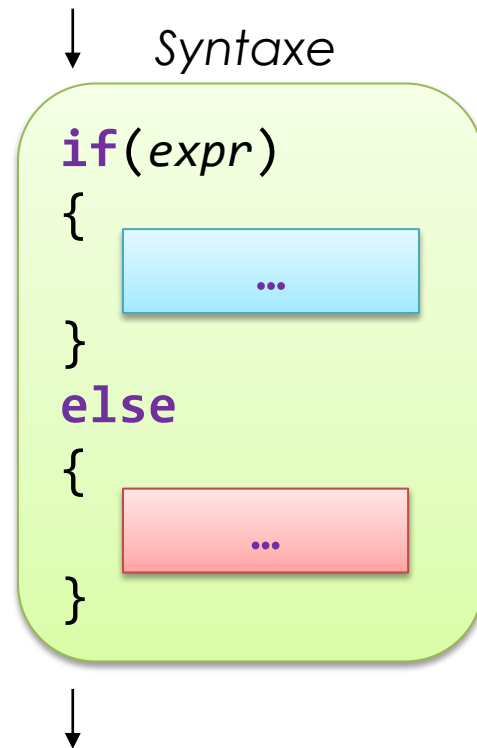 Syntaxe
if(expr)
{
…
}
else
{
…
}